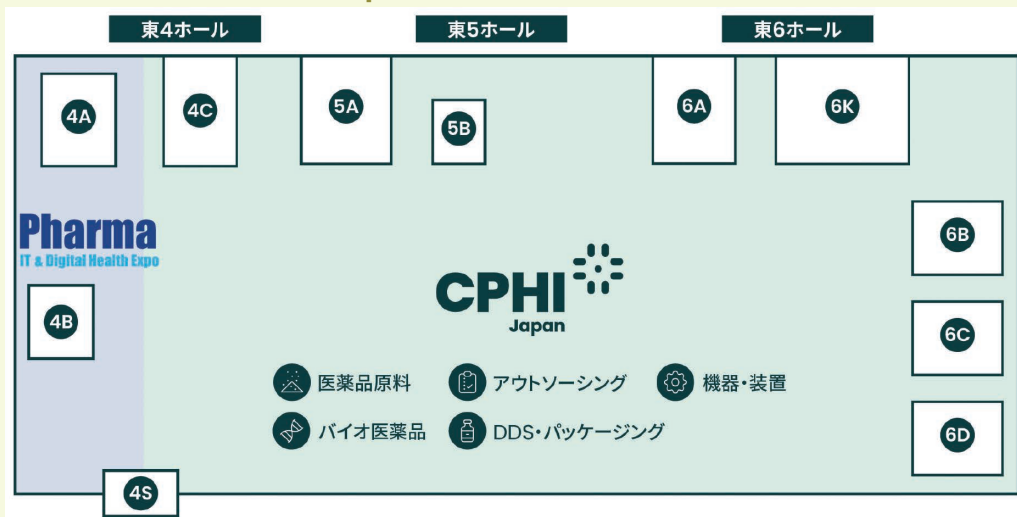 東4ホール
東5ホール
東6ホール
4A
4C
5A
5B
6A
6K
Pharma
IT & Digital Health Expo
6B
CPHI
Japan
4B
6C
医薬品原料
アウトソーシング
機器・装置
バイオ医薬品
DDS・パッケージング
6D
4S